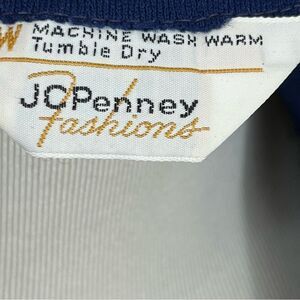 W MACHINE WASH WARM
Tumble Dry
JCPenney
Fashions